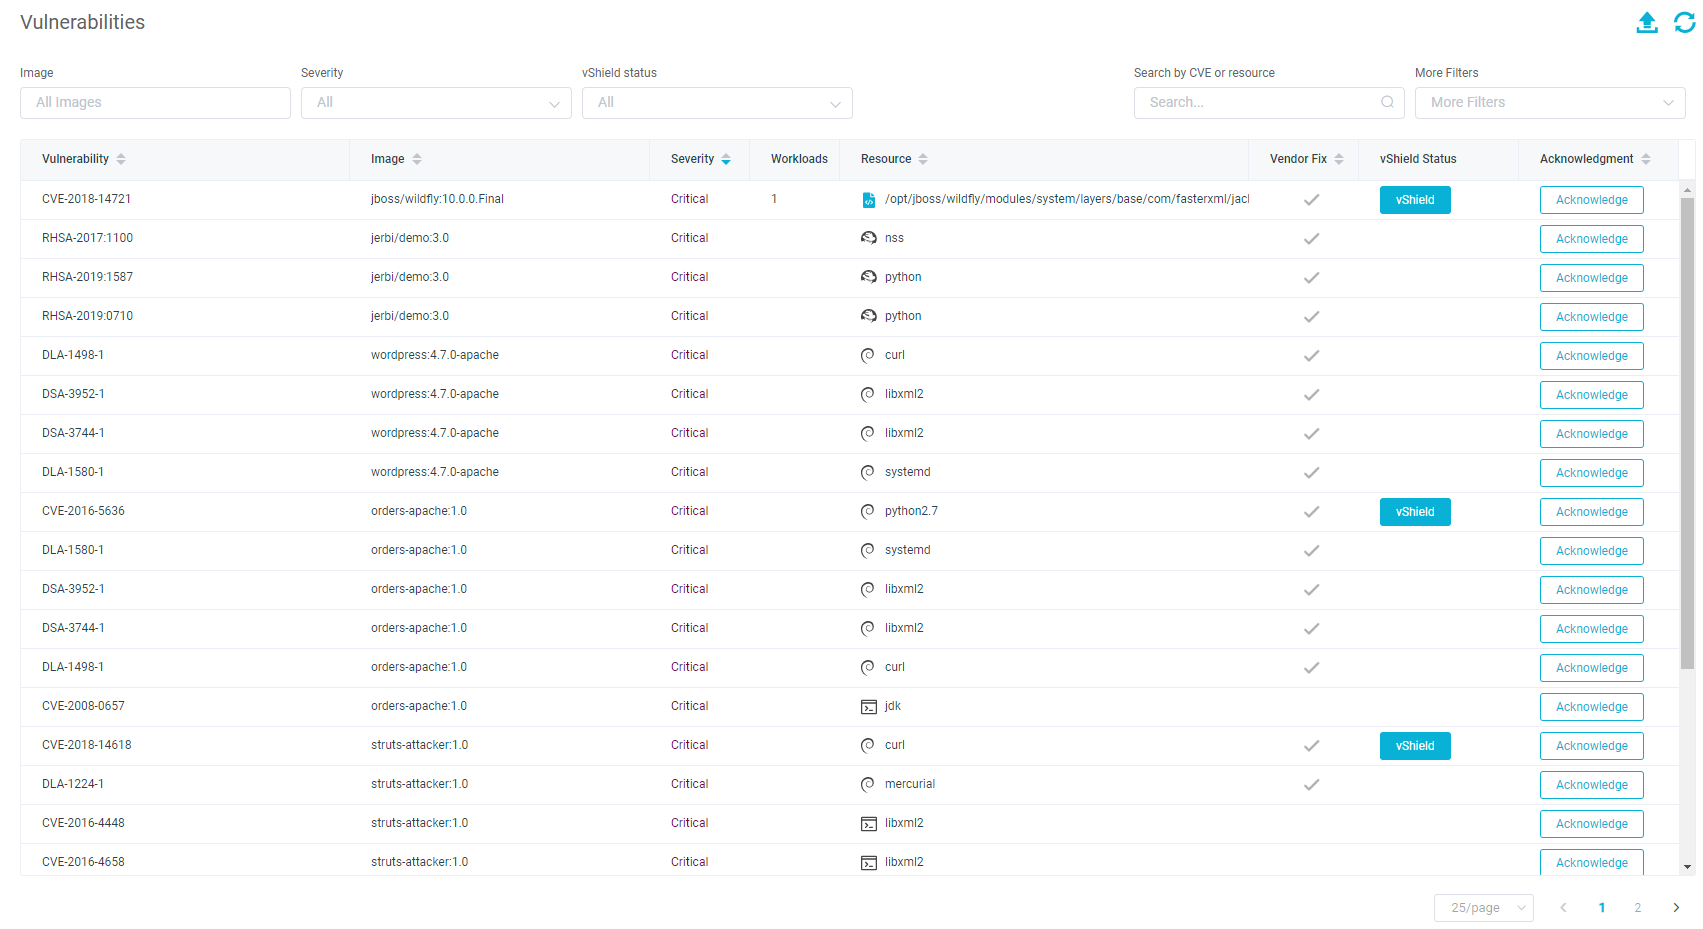 Vulnerabilities
Image Severity vShield status Search by CVE or resource More Filters
All Images All All Search... More Filters
Vulnerability Image Severity Workloads Resource Vendor Fix vShield Status Acknowledgment
CVE-2018-14721 jboss/wildfly:10.0.0.Final Critical 1 /opt/jboss/wildfly/modules/system/layers/base/com/fasterxml/jacl vShield Acknowledge
RHSA-2017:1100 jerbi/demo:3.0 Critical nss Acknowledge
RHSA-2019:1587 jerbi/demo:3.0 Critical python Acknowledge
RHSA-2019:0710 jerbi/demo:3.0 Critical python Acknowledge
DLA-1498-1 wordpress:4.7.0-apache Critical curl Acknowledge
DSA-3952-1 wordpress:4.7.0-apache Critical libxml2 Acknowledge
DSA-3744-1 wordpress:4.7.0-apache Critical libxml2 Acknowledge
DLA-1580-1 wordpress:4.7.0-apache Critical systemd Acknowledge
CVE-2016-5636 orders-apache:1.0 Critical python2.7 vShield Acknowledge
DLA-1580-1 orders-apache:1.0 Critical systemd Acknowledge
DSA-3952-1 orders-apache:1.0 Critical libxml2 Acknowledge
DSA-3744-1 orders-apache:1.0 Critical libxml2 Acknowledge
DLA-1498-1 orders-apache:1.0 Critical curl Acknowledge
CVE-2008-0657 orders-apache:1.0 Critical jdk Acknowledge
CVE-2018-14618 struts-attacker:1.0 Critical curl vShield Acknowledge
DLA-1224-1 struts-attacker:1.0 Critical mercurial Acknowledge
CVE-2016-4448 struts-attacker:1.0 Critical libxml2 Acknowledge
CVE-2016-4658 struts-attacker:1.0 Critical libxml2 Acknowledge
25/page 1 2